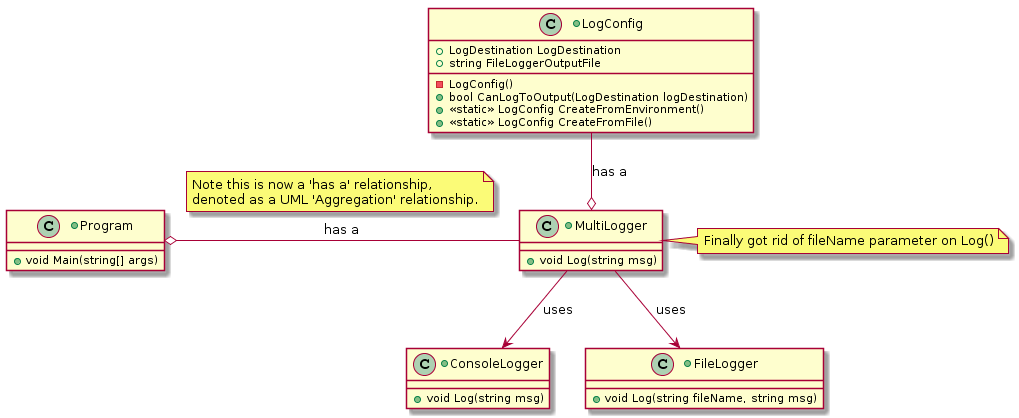 C LogConfig
LogDestination LogDestination
string FileLoggerOutputFile
LogConfig()
bool CanLogToOutput(LogDestination logDestination)
«static» LogConfig CreateFromEnvironment()
«static» LogConfig CreateFromFile()
has a
Note this is now a 'has a' relationship,
denoted as a UML 'Aggregation' relationship.
C Program
void Main(string[] args)
has a
C MultiLogger
void Log(string msg)
Finally got rid of fileName parameter on Log()
uses
uses
C ConsoleLogger
void Log(string msg)
C FileLogger
void Log(string fileName, string msg)